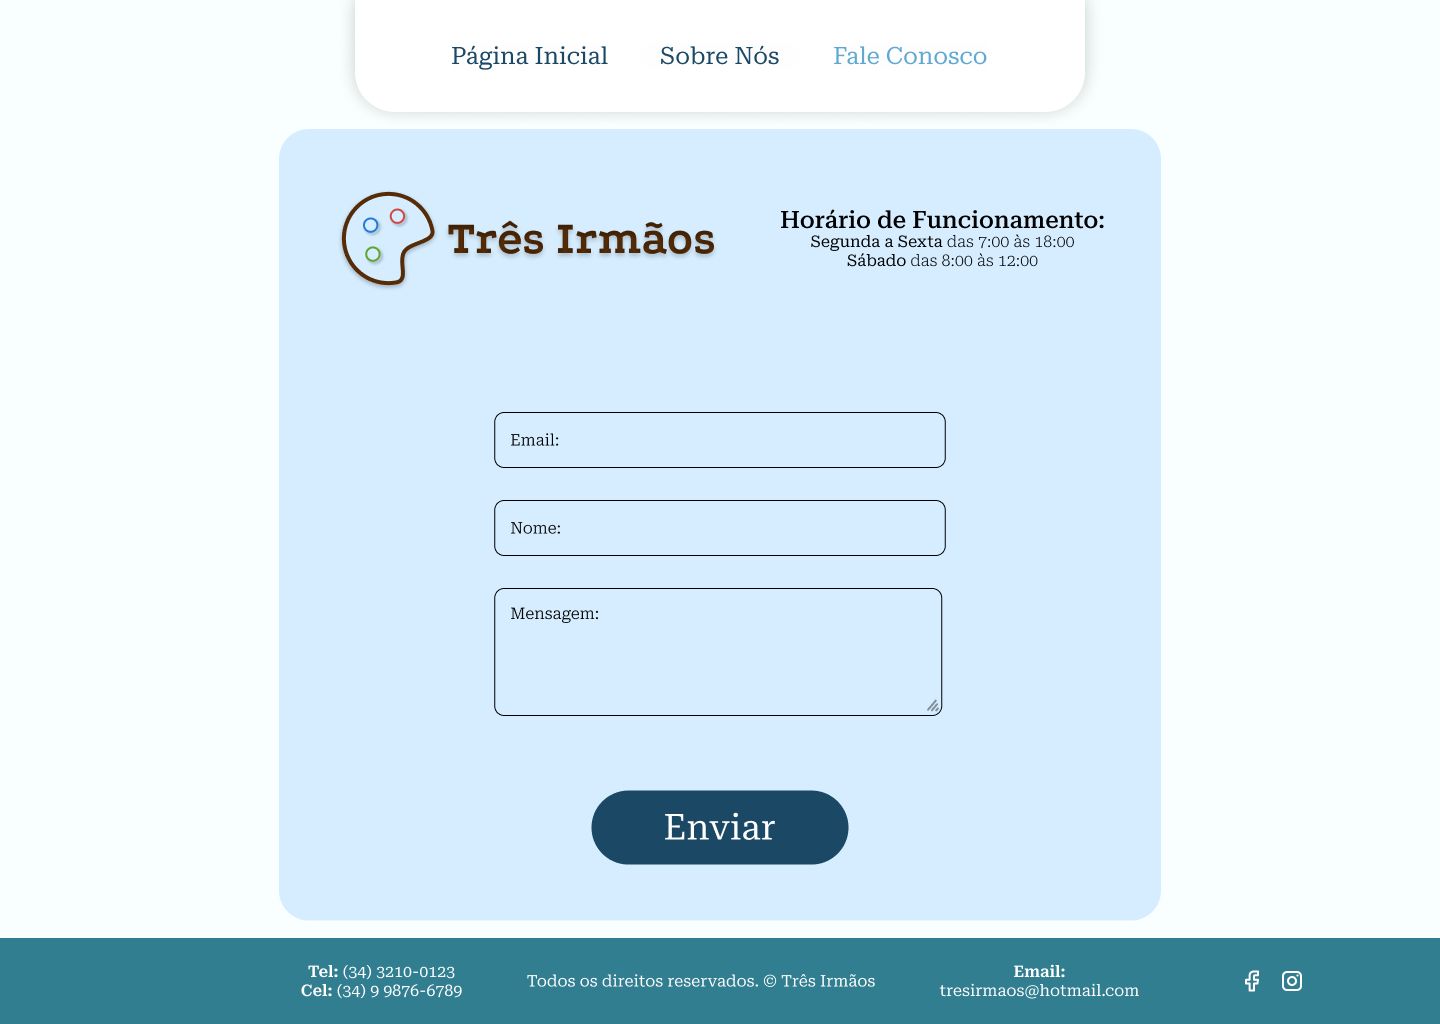 Página Inicial Sobre Nós Fale Conosco
Três Irmãos
Horário de Funcionamento:
Segunda a Sexta das 7:00 às 18:00
Sábado das 8:00 às 12:00
Email:
Nome:
Mensagem:
Enviar
Tel: (34) 3210-0123
Cel: (34) 9 9876-6789
Todos os direitos reservados. © Três Irmãos
Email:
tresirmaos@hotmail.com